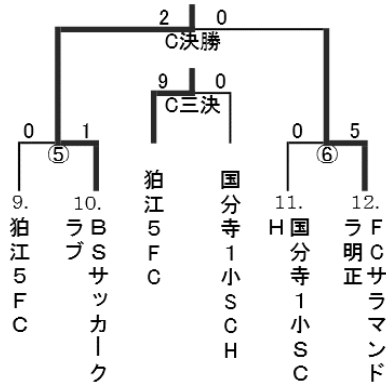 2 0
C決勝
9 0
C三決
0 1
⑤
0 5
⑥
9.
狛江5FC
10.
BSサッカーク
ラブ
狛江5FC
国分寺1小SCH
11.
国分寺1小SC
H
12.
FCサラマンド
ラ明正